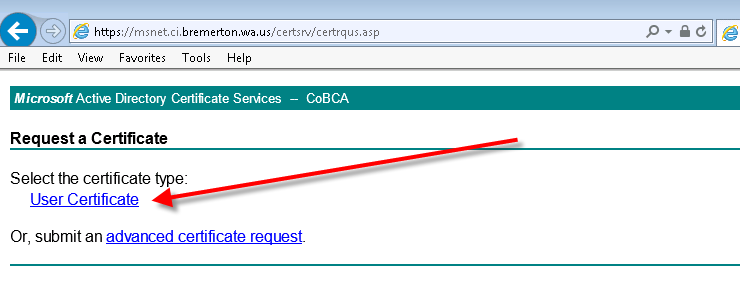 https://msnet.ci.bremerton.wa.us/certsrv/certrqus.asp
File Edit View Favorites Tools Help
Microsoft Active Directory Certificate Services -- CoBCA
Request a Certificate
Select the certificate type:
User Certificate
Or, submit an advanced certificate request.